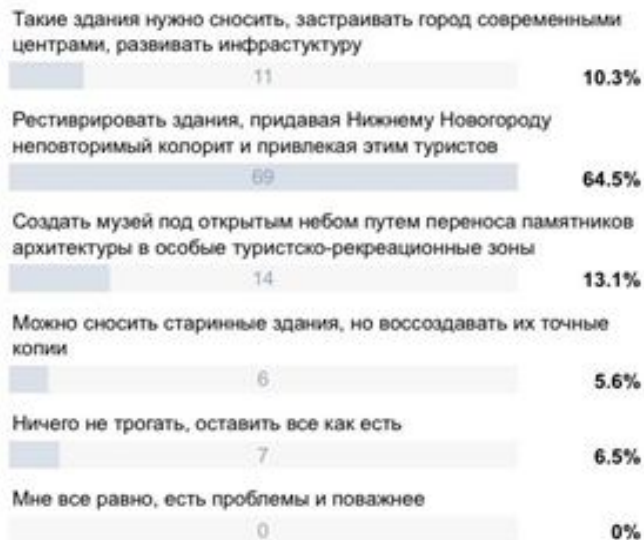 Такие здания нужно сносить, застраивать город современными
центрами, развивать инфрастуктуру
11 10.3%
Рестиврировать здания, придавая Нижнему Новогороду
неповторимый колорит и привлекая этим туристов
69 64.5%
Создать музей под открытым небом путем переноса памятников
архитектуры в особые туристско-рекреационные зоны
14 13.1%
Можно сносить старинные здания, но воссоздавать их точные
копии
6 5.6%
Ничего не трогать, оставить все как есть
7 6.5%
Мне все равно, есть проблемы и поважнее
0 0%